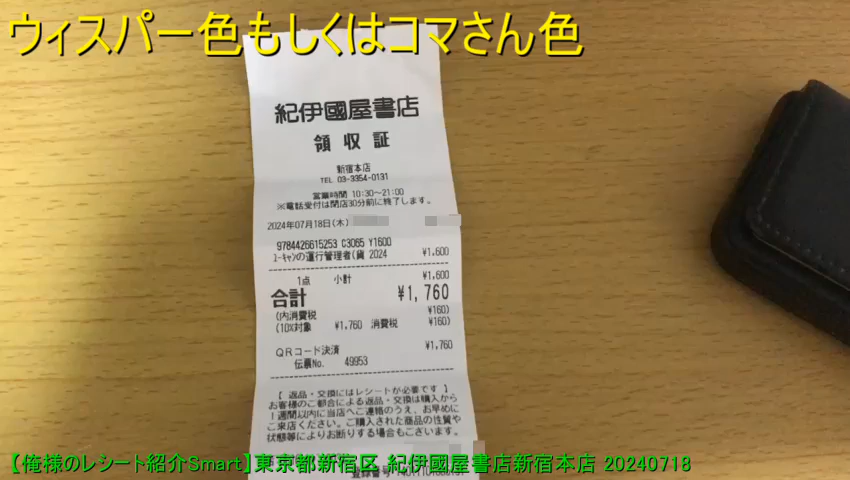 ウィスパー色もしくはコマさん色
紀伊國屋書店
領収証
新宿本店
TEL 03-3354-0131
営業時間 10:30~21:00
※電話受付は閉店30分前に終了します。
2024年07月18日(木)
9784426615253 C3065 Y1600
ﾕｰｷｬﾝの運行管理者(貨 2024 ¥1,600
1点 小計 ¥1,600
合計 ¥1,760
(内消費税 ¥160)
(10%対象 ¥1,760 消費税 ¥160)
QRコード決済 ¥1,760
伝票No. 49953
【 返品・交換にはレシートが必要です 】
お客様のご都合による返品・交換は購入から
1週間以内に当店へご連絡のうえ、お早めに
ご来店ください。ご購入された商品の性質や
状態等によりお断りする場合もございます。
登録番号
【俺様のレシート紹介Smart】東京都新宿区 紀伊國屋書店新宿本店 20240718